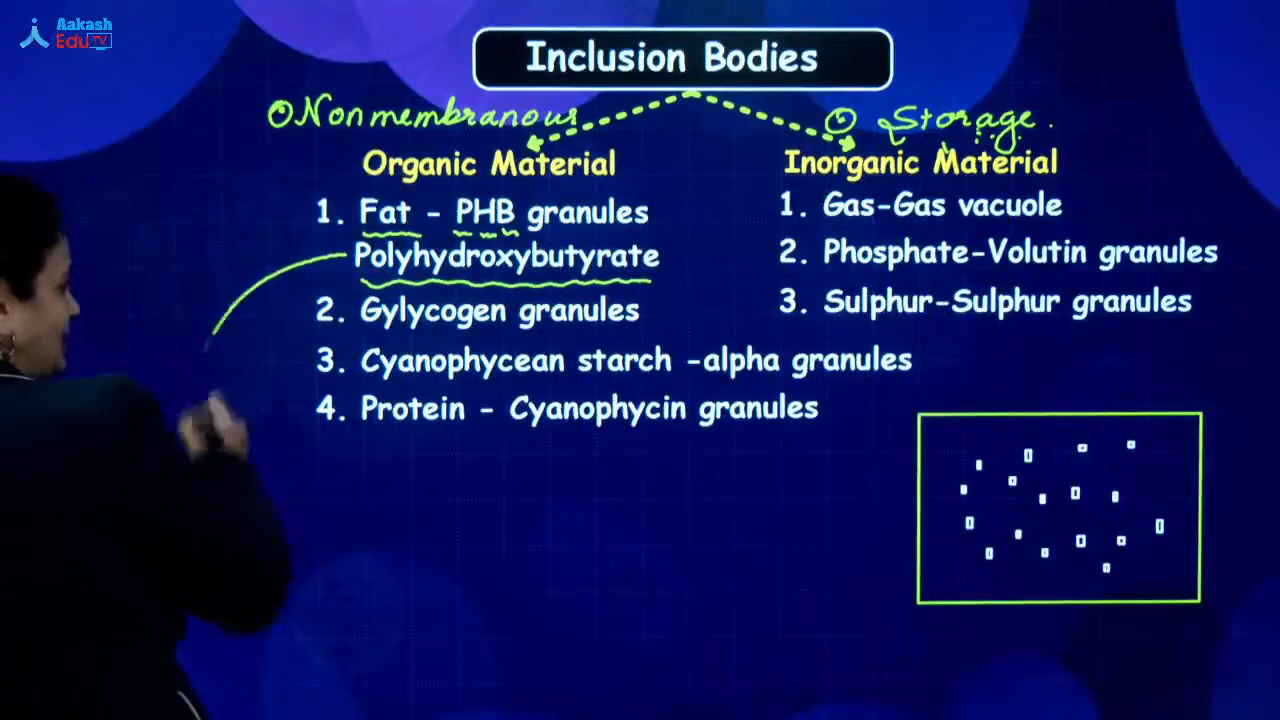 Aakash
Edu TV
Inclusion Bodies
⊙ Nonmembranous
⊙ Storage.
Organic Material
1. Fat - PHB granules
Polyhydroxybutyrate
2. Gylycogen granules
3. Cyanophycean starch -alpha granules
4. Protein - Cyanophycin granules
Inorganic Material
1. Gas-Gas vacuole
2. Phosphate-Volutin granules
3. Sulphur-Sulphur granules